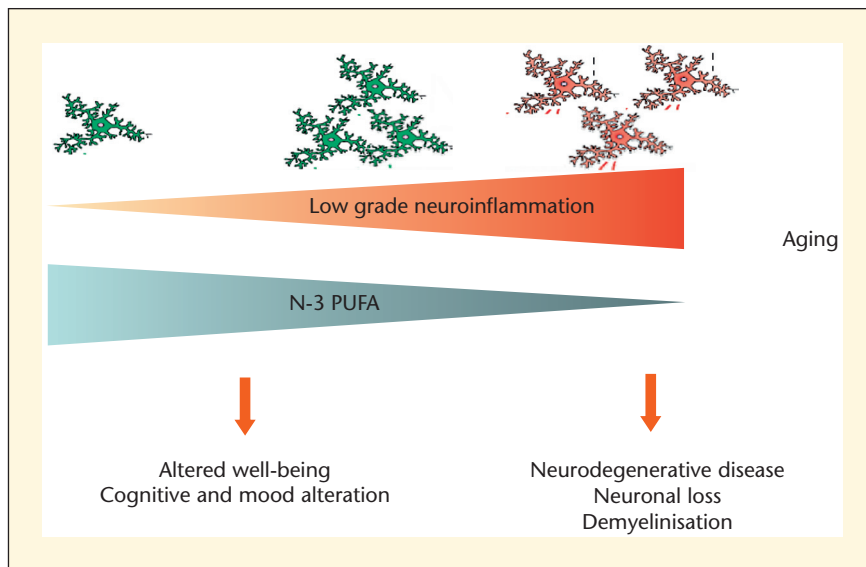 Low grade neuroinflammation
Aging
N-3 PUFA
Altered well-being
Cognitive and mood alteration
Neurodegenerative disease
Neuronal loss
Demyelinisation